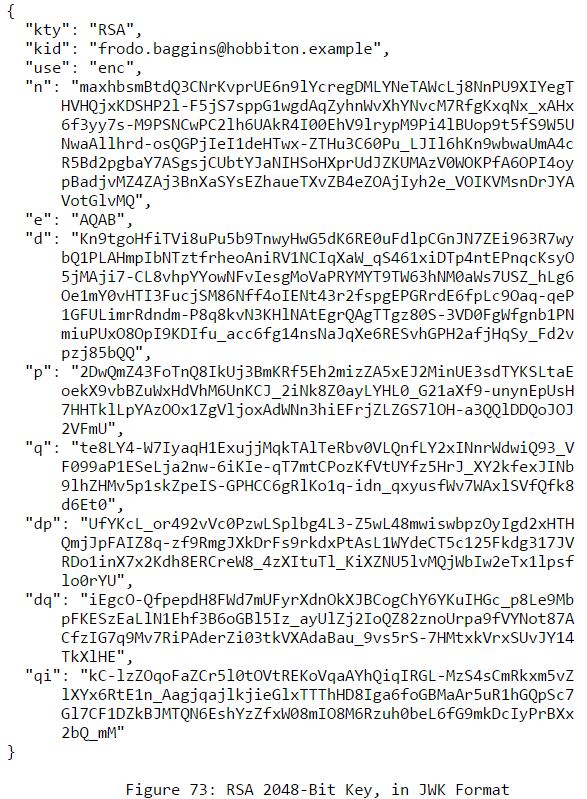 {
"kty": "RSA",
"kid": "frodo.baggins@hobbiton.example",
"use": "enc",
"n": "maxhbsmBtdQ3CNrKvprUE6n9lYcregDMLYNeTAWcLj8NnPU9XIYegT
HVHQjxKDSHP2l-F5jS7sppG1wgdAqZyhnWvXhYNvcM7RfgKxqNx_xAHx
6f3yy7s-M9PSNCwPC2lh6UAkR4I00EhV9lrypM9Pi4lBUop9t5fS9W5U
NwaAllhrd-osQGPjIeI1deHTwx-ZTHu3C60Pu_LJIl6hKn9wbwaUmA4c
R5Bd2pgbaY7ASgsjCUbtYJaNIHSoHXprUdJZKUMAzV0WOKPfA6OPI4oy
pBadjvMZ4ZAj3BnXaSYsEZhaueTXvZB4eZOAjIyh2e_VOIKVMsnDrJYA
VotGlvMQ",
"e": "AQAB",
"d": "Kn9tgoHfiTVi8uPu5b9TnwyHwG5dK6RE0uFdlpCGnJN7ZEi963R7wy
bQ1PLAHmpIbNTztfrheoAniRV1NCIqXaW_qS461xiDTp4ntEPnqcKsyO
5jMAji7-CL8vhpYYowNFvIesgMoVaPRYMYT9TW63hNM0aWs7USZ_hLg6
Oe1mY0vHTI3FucjSM86Nff4oIENt43r2fspgEPGRrdE6fpLc9Oaq-qeP
1GFULimrRdndm-P8q8kvN3KHlNAtEgrQAgTTgz80S-3VD0FgWfgnb1PN
miuPUxO8OpI9KDIfu_acc6fg14nsNaJqXe6RESvhGPH2afjHqSy_Fd2v
pzj85bQQ",
"p": "2DwQmZ43FoTnQ8IkUj3BmKRf5Eh2mizZA5xEJ2MinUE3sdTYKSLtaE
oekX9vbBZuWxHdVhM6UnKCJ_2iNk8Z0ayLYHL0_G21aXf9-unynEpUsH
7HHTklLpYAzOOx1ZgVljoxAdWNn3hiEFrjZLZGS7lOH-a3QQlDDQoJOJ
2VFmU",
"q": "te8LY4-W7IyaqH1ExujjMqkTAlTeRbv0VLQnfLY2xINnrWdwiQ93_V
F099aP1ESeLja2nw-6iKIe-qT7mtCPozKfVtUYfz5HrJ_XY2kfexJINb
9lhZHMv5p1skZpeIS-GPHCC6gRlKo1q-idn_qxyusfWv7WAxlSVfQfk8
d6Et0",
"dp": "UfYKcL_or492vVc0PzwLSplbg4L3-Z5wL48mwiswbpzOyIgd2xHTH
QmjJpFAIZ8q-zf9RmgJXkDrFs9rkdxPtAsL1WYdeCT5c125Fkdg317JV
RDo1inX7x2Kdh8ERCreW8_4zXItuTl_KiXZNU5lvMQjWbIw2eTx1lpsf
lo0rYU",
"dq": "iEgcO-QfpepdH8FWd7mUFyrXdnOkXJBCogChY6YKuIHGc_p8Le9Mb
pFKESzEaLlN1Ehf3B6oGBl5Iz_ayUlZj2IoQZ82znoUrpa9fVYNot87A
CfzIG7q9Mv7RiPAderZi03tkVXAdaBau_9vs5rS-7HMtxkVrxSUvJY14
TkXlHE",
"qi": "kC-lzZOqoFaZCr5l0tOVtREKoVqaAYhQiqIRGL-MzS4sCmRkxm5vZ
lXYx6RtE1n_AagjqajlkjieGlxTTThHD8Iga6foGBMaAr5uR1hGQpSc7
Gl7CF1DZkBJMTQN6EshYzZfxW08mIO8M6Rzuh0beL6fG9mkDcIyPrBXx
2bQ_mM"
}
Figure 73: RSA 2048-Bit Key, in JWK Format